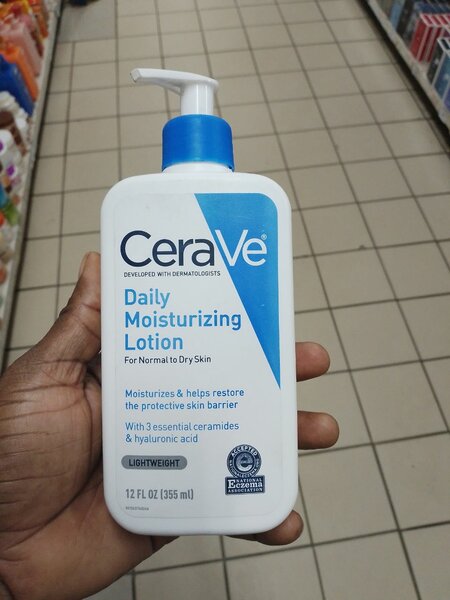 CeraVe®
DEVELOPED WITH DERMATOLOGISTS
Daily
Moisturizing
Lotion
For Normal to Dry Skin
Moisturizes & helps restore
the protective skin barrier
With 3 essential ceramides
& hyaluronic acid
LIGHTWEIGHT
12 FL OZ (355 ml)
ACCEPTED
NATIONAL
Eczema
ASSOCIATION